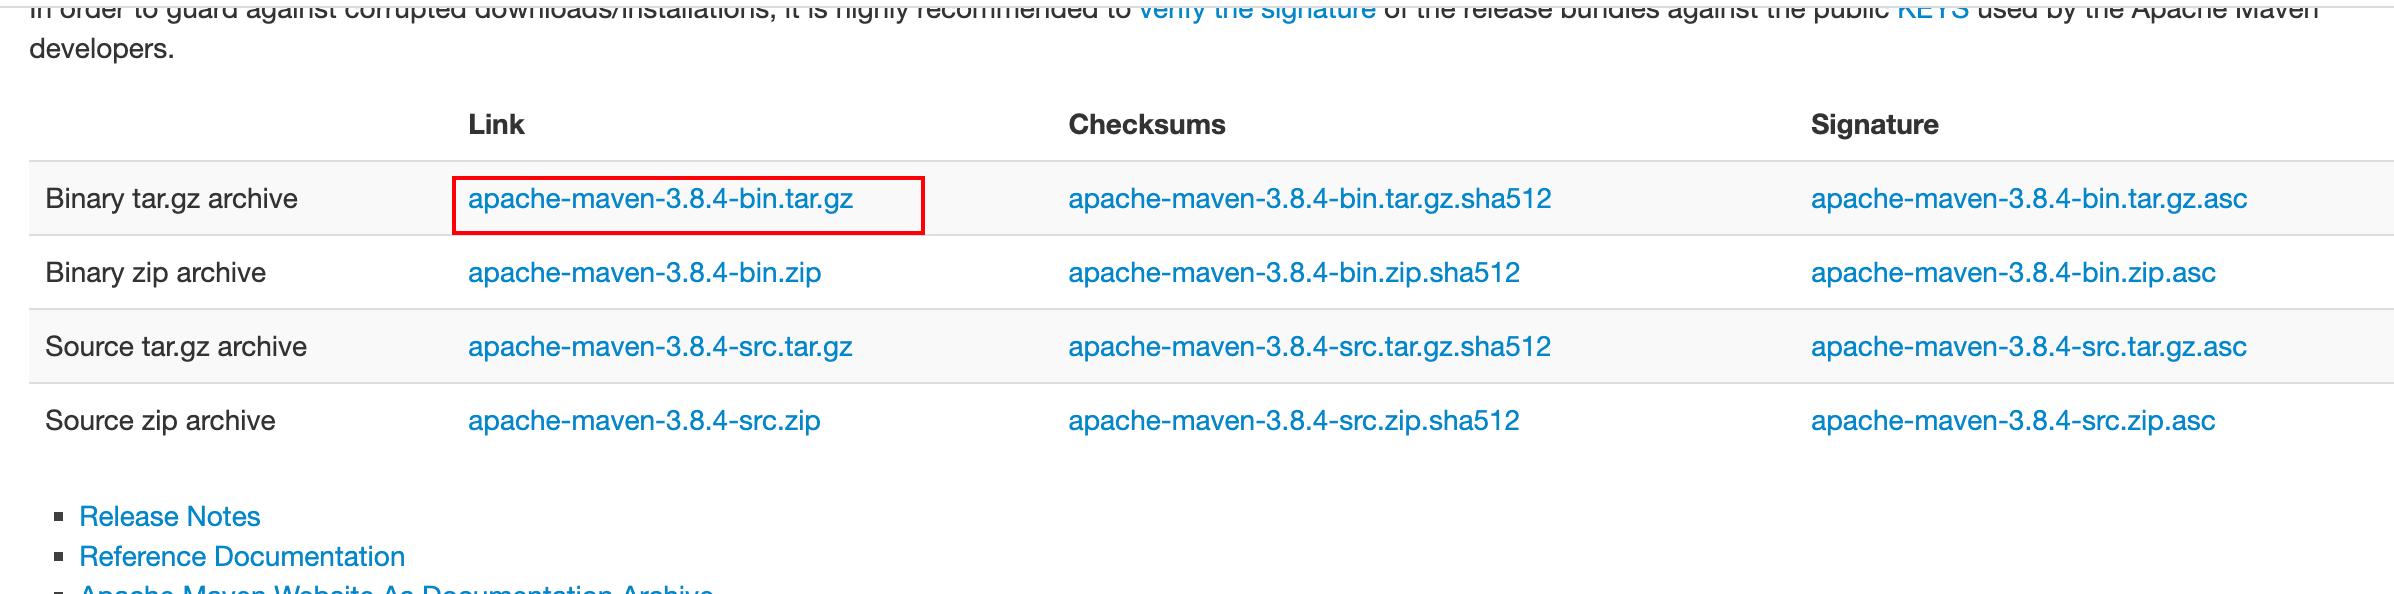 In order to guard against corrupted downloads/installations, it is highly recommended to verify the signature of the release bundles against the public KEYS used by the Apache Maven
developers.
Link Checksums Signature
Binary tar.gz archive apache-maven-3.8.4-bin.tar.gz apache-maven-3.8.4-bin.tar.gz.sha512 apache-maven-3.8.4-bin.tar.gz.asc
Binary zip archive apache-maven-3.8.4-bin.zip apache-maven-3.8.4-bin.zip.sha512 apache-maven-3.8.4-bin.zip.asc
Source tar.gz archive apache-maven-3.8.4-src.tar.gz apache-maven-3.8.4-src.tar.gz.sha512 apache-maven-3.8.4-src.tar.gz.asc
Source zip archive apache-maven-3.8.4-src.zip apache-maven-3.8.4-src.zip.sha512 apache-maven-3.8.4-src.zip.asc
Release Notes
Reference Documentation
Apache Maven Website As Documentation Archive